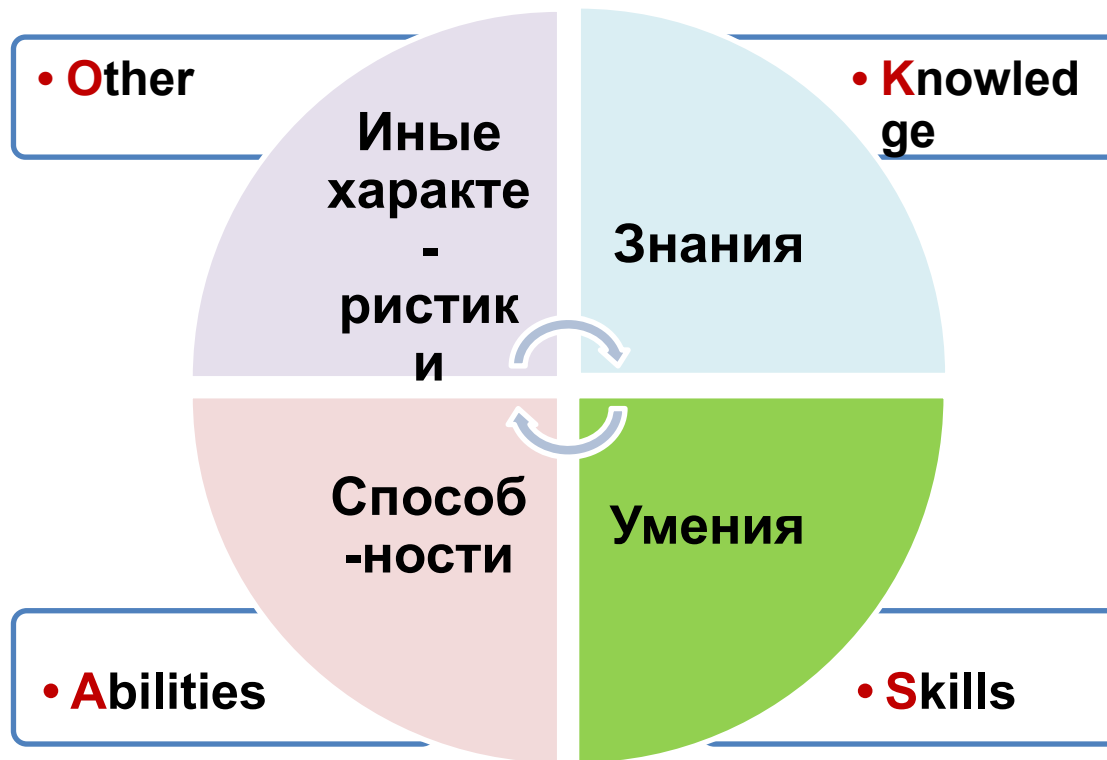 • Other
• Knowled
ge
Иные
характе
-
ристик
и
Знания
Способ
-ности
Умения
• Abilities
• Skills